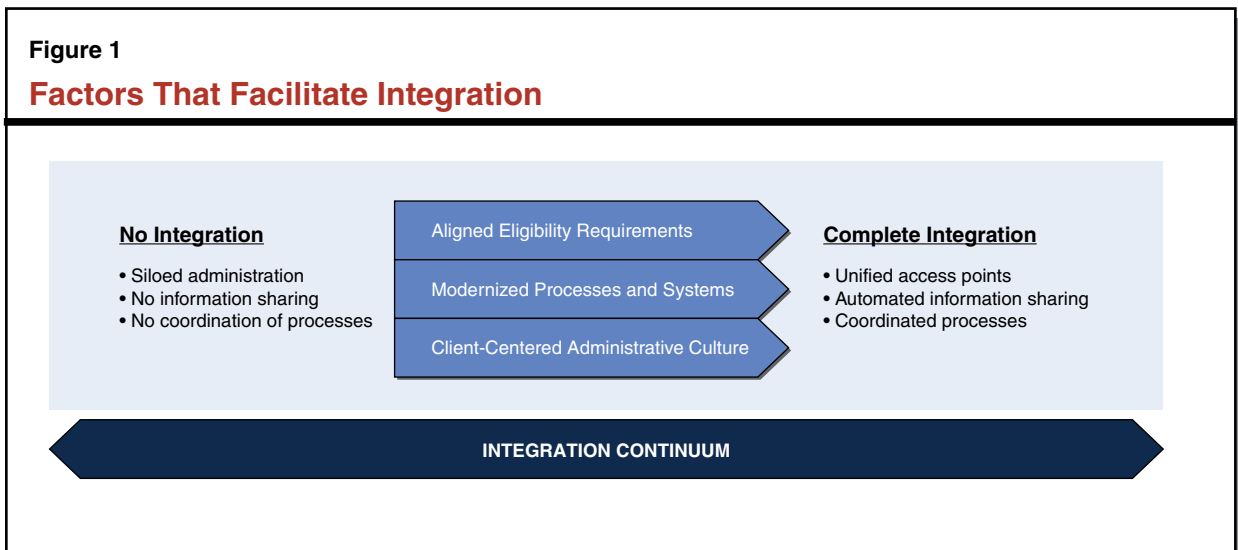 Figure 1
Factors That Facilitate Integration
No Integration
• Siloed administration
• No information sharing
• No coordination of processes
Aligned Eligibility Requirements
Modernized Processes and Systems
Client-Centered Administrative Culture
Complete Integration
• Unified access points
• Automated information sharing
• Coordinated processes
INTEGRATION CONTINUUM